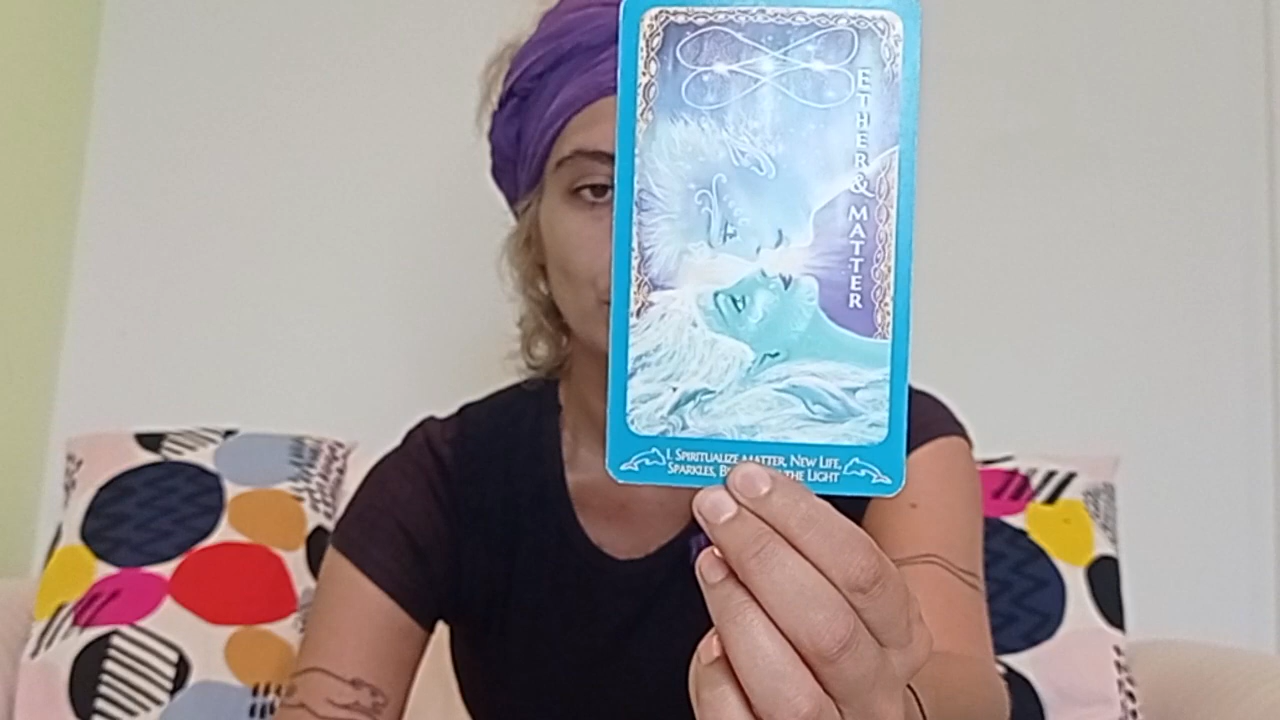 ETHER & MATTER
I. SPIRITUALIZE MATTER, NEW LIFE,
SPARKLES, THE LIGHT